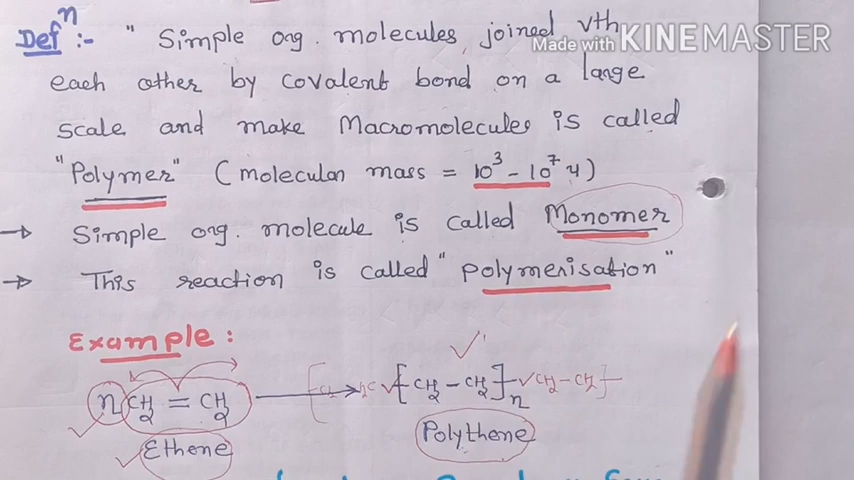 Defn :- " Simple org. molecules joined vth
Made with KINEMASTER
each other by covalent bond on a large
scale and make Macromolecules is called
"Polymer" (molecular mass = 10³ - 10⁷ u)
→ Simple org. molecule is called Monomer
→ This reaction is called "Polymerisation"
Example :
n CH₂ = CH₂ → [CH₂ - CH₂]n CH₂ - CH₂]
Ethene Polythene